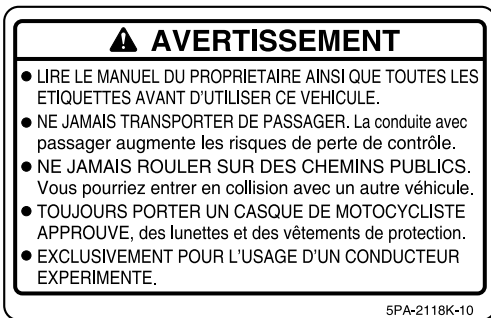 AVERTISSEMENT
● LIRE LE MANUEL DU PROPRIETAIRE AINSI QUE TOUTES LES
ETIQUETTES AVANT D'UTILISER CE VEHICULE.
● NE JAMAIS TRANSPORTER DE PASSAGER. La conduite avec
passager augmente les risques de perte de contrôle.
● NE JAMAIS ROULER SUR DES CHEMINS PUBLICS.
Vous pourriez entrer en collision avec un autre véhicule.
● TOUJOURS PORTER UN CASQUE DE MOTOCYCLISTE
APPROUVE, des lunettes et des vêtements de protection.
● EXCLUSIVEMENT POUR L'USAGE D'UN CONDUCTEUR
EXPERIMENTE.
5PA-2118K-10